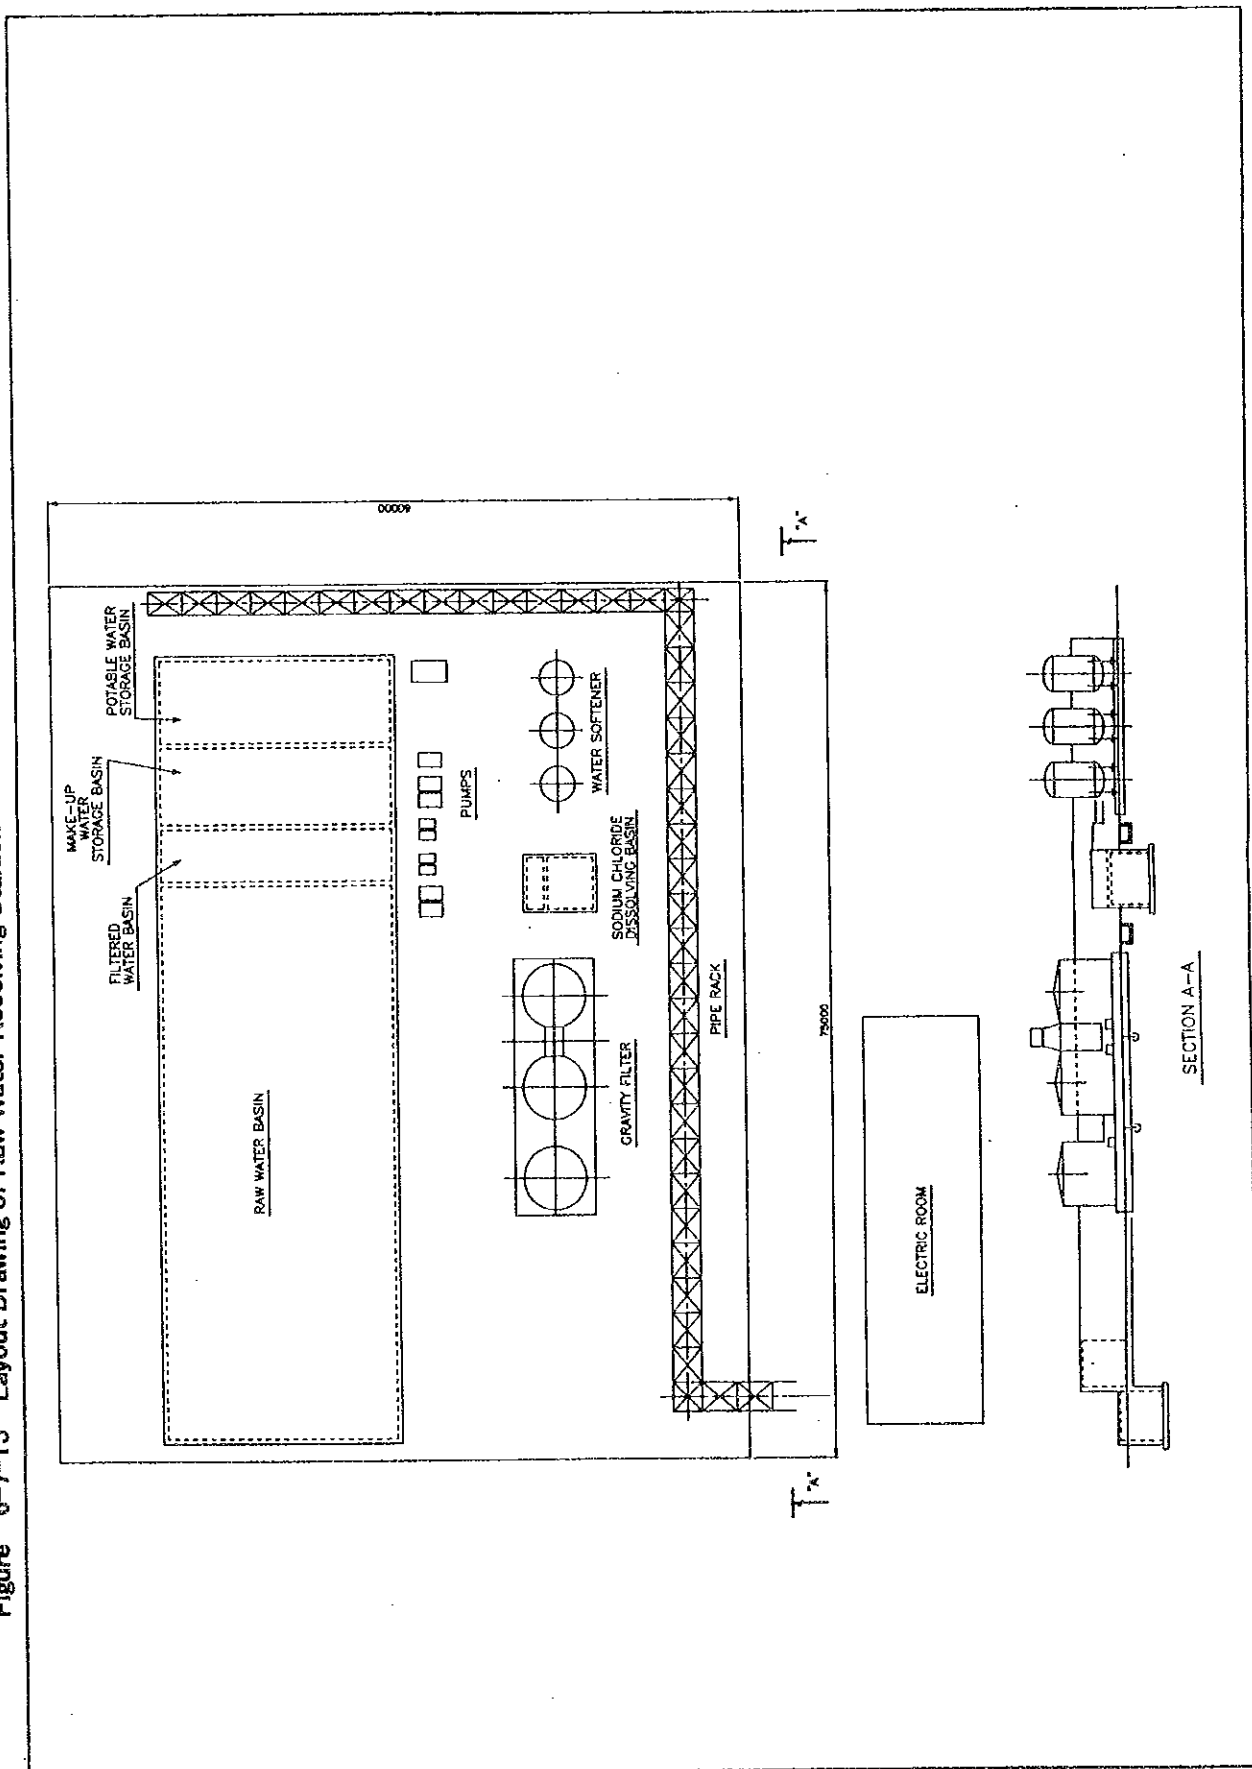 Figure 6-7-15 Layout Drawing of Raw Water Receiving Station
MAKE-UP
WATER
STORAGE BASIN
POTABLE WATER
STORAGE BASIN
FILTERED
WATER BASIN
RAW WATER BASIN
60000
PUMPS
WATER SOFTENER
SODIUM CHLORIDE
DISSOLVING BASIN
GRAVITY FILTER
PIPE RACK
"A"
"A"
75000
ELECTRIC ROOM
SECTION A-A